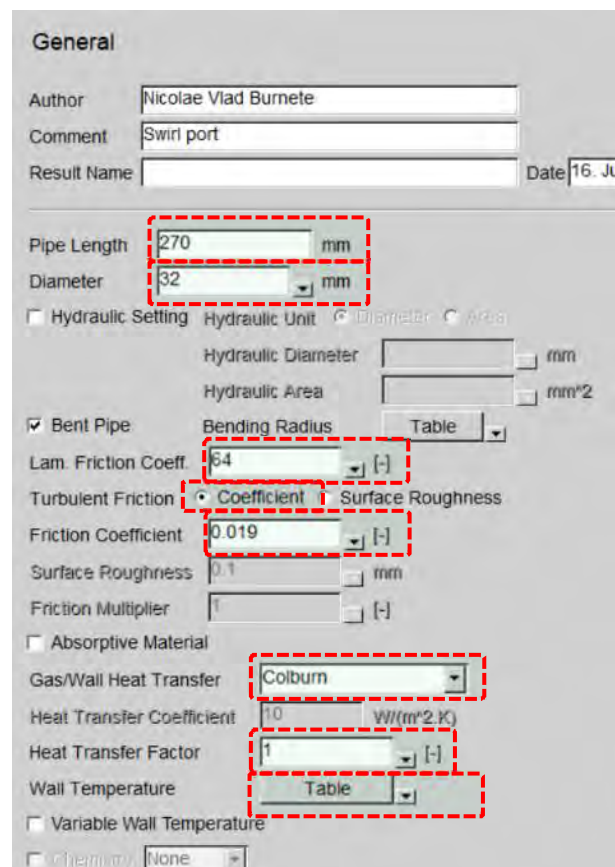 General
Author Nicolae Vlad Burnete
Comment Swirl port
Result Name Date 16. Ju
Pipe Length 270 mm
Diameter 32 mm
Hydraulic Setting Hydraulic Unit Diameter Area
Hydraulic Diameter mm
Hydraulic Area mm^2
Bent Pipe Bending Radius Table
Lam. Friction Coeff. 64 [-]
Turbulent Friction Coefficient Surface Roughness
Friction Coefficient 0.019 [-]
Surface Roughness 0.1 mm
Friction Multiplier 1 [-]
Absorptive Material
Gas/Wall Heat Transfer Colburn
Heat Transfer Coefficient 10 W/(m^2.K)
Heat Transfer Factor 1 [-]
Wall Temperature Table
Variable Wall Temperature
Chemistry None